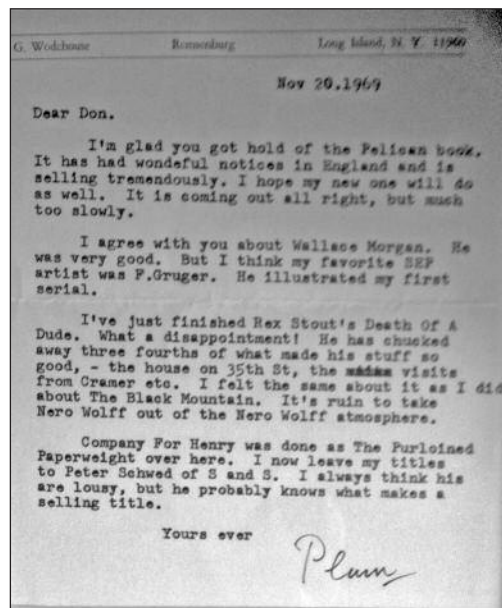 G. Wodehouse Remsenburg Long Island, N. Y. 11960
Nov 20.1969
Dear Don.
I'm glad you got hold of the Pelican book.
It has had wondeful notices in England and is
selling tremendously. I hope my new one will do
as well. It is coming out all right, but much
too slowly.
I agree with you about Wallace Morgan. He
was very good. But I think my favorite SEP
artist was F.Gruger. He illustrated my first
serial.
I've just finished Rex Stout's Death Of A
Dude. What a disappointment! He has chucked
away three fourths of what made his stuff so
good, - the house on 35th St, the visits
from Cramer etc. I felt the same about it as I did
about The Black Mountain. It's ruin to take
Nero Wolff out of the Nero Wolff atmosphere.
Company For Henry was done as The Purloined
Paperweight over here. I now leave my titles
to Peter Schwed of S and S. I always think his
are lousy, but he probably knows what makes a
selling title.
Yours ever
Plum